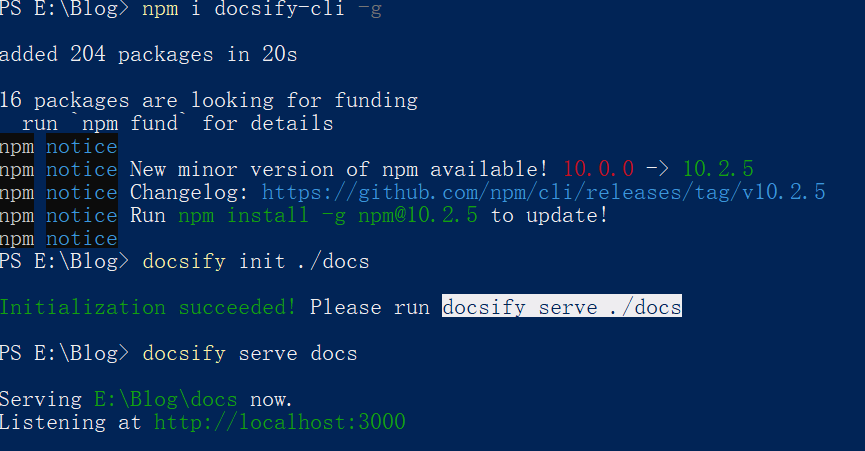 PS E:\Blog> npm i docsify-cli -g
added 204 packages in 20s
16 packages are looking for funding
  run `npm fund` for details
npm notice
npm notice New minor version of npm available! 10.0.0 -> 10.2.5
npm notice Changelog: https://github.com/npm/cli/releases/tag/v10.2.5
npm notice Run npm install -g npm@10.2.5 to update!
npm notice
PS E:\Blog> docsify init ./docs
Initialization succeeded! Please run docsify serve ./docs
PS E:\Blog> docsify serve docs
Serving E:\Blog\docs now.
Listening at http://localhost:3000